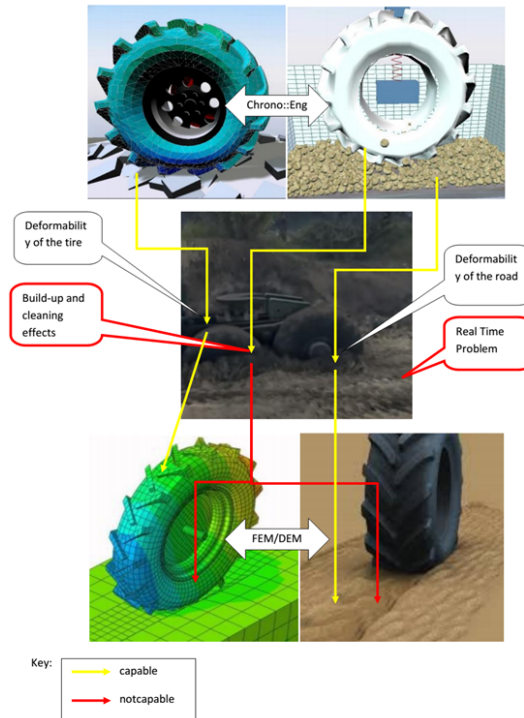 Chrono::Eng
Deformabilit
y of the tire
Deformabilit
y of the road
Build-up and
cleaning
effects
Real Time
Problem
FEM/DEM
Key:
capable
notcapable